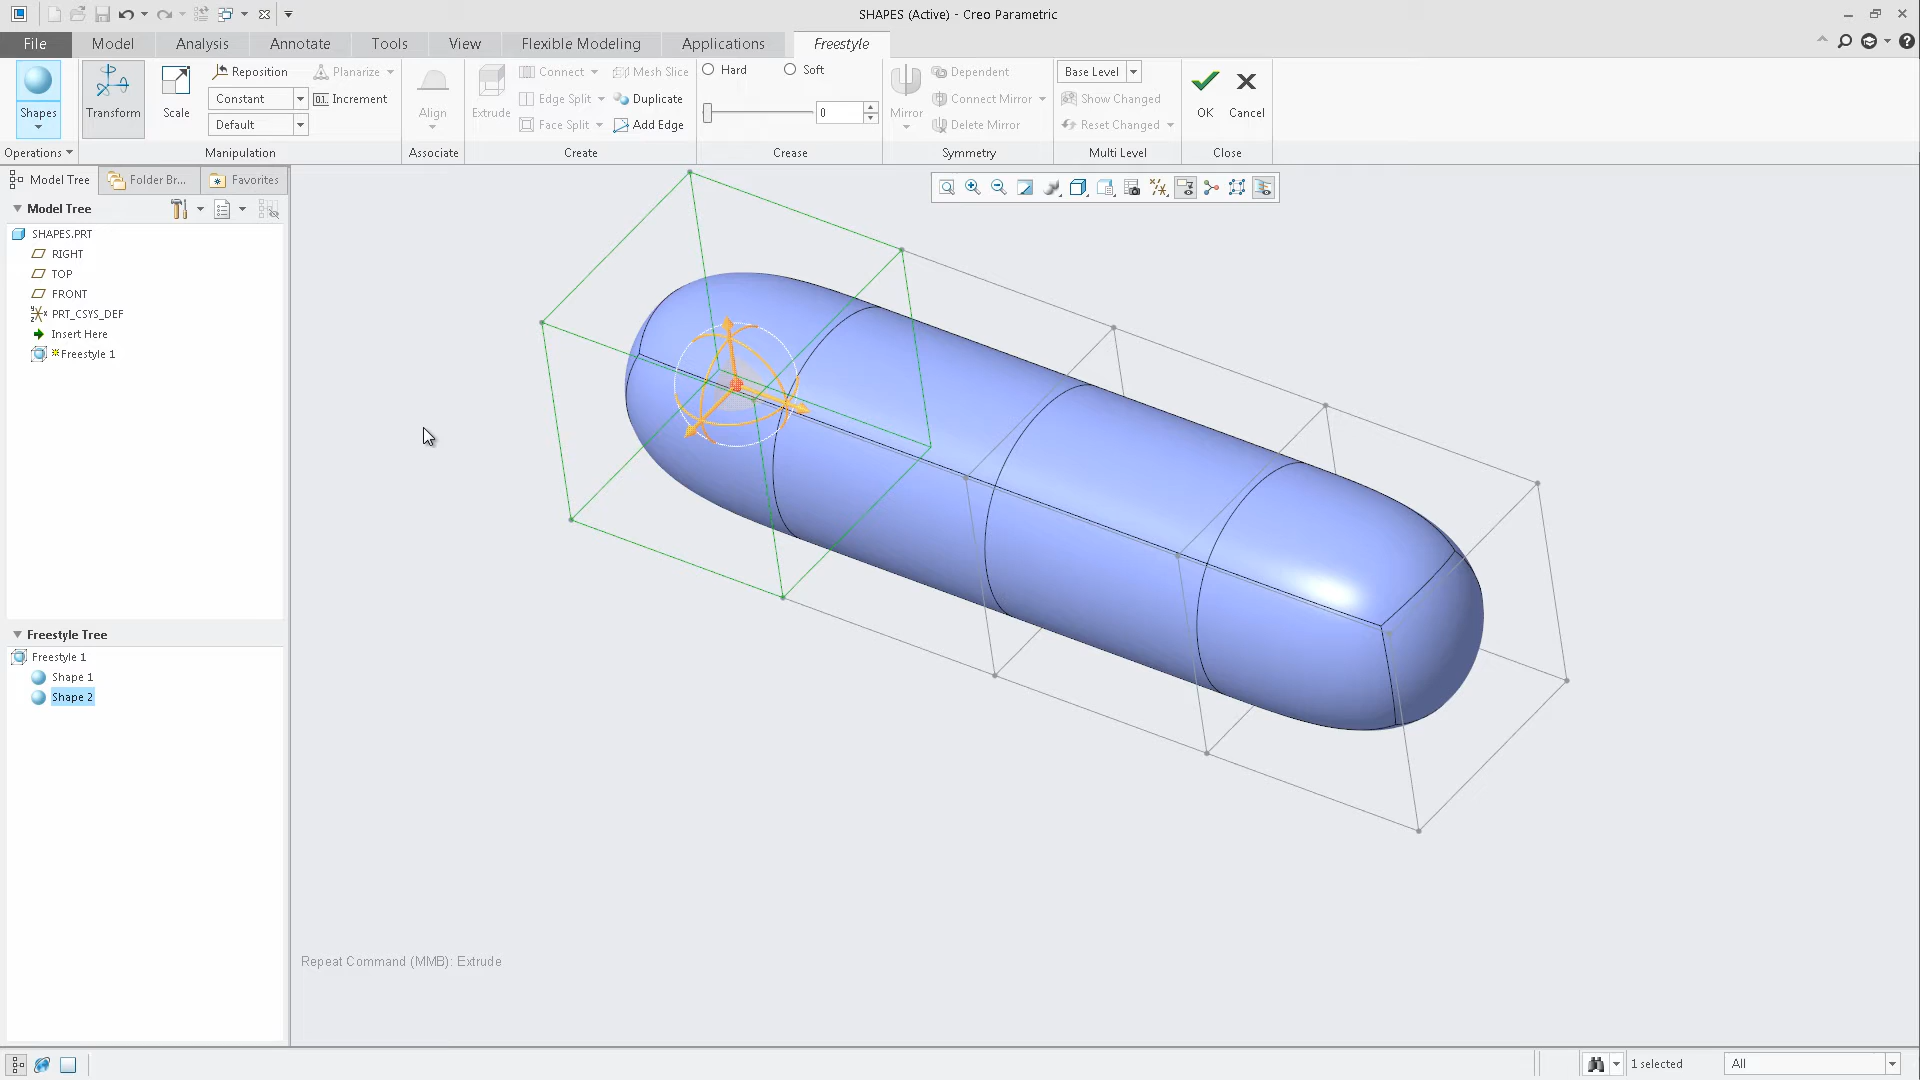 SHAPES (Active) - Creo Parametric
File Model Analysis Annotate Tools View Flexible Modeling Applications Freestyle
Shapes
Operations
Transform
Scale
Reposition
Constant
Default
Planarize
Increment
Manipulation
Align
Associate
Extrude
Connect
Edge Split
Face Split
Mesh Slice
Duplicate
Add Edge
Create
Hard
Soft
0
Crease
Mirror
Dependent
Connect Mirror
Delete Mirror
Symmetry
Base Level
Show Changed
Reset Changed
Multi Level
OK
Cancel
Close
Model Tree
Folder Br...
Favorites
Model Tree
SHAPES.PRT
RIGHT
TOP
FRONT
PRT_CSYS_DEF
Insert Here
Freestyle 1
Freestyle Tree
Freestyle 1
Shape 1
Shape 2
Repeat Command (MMB): Extrude
1 selected
All